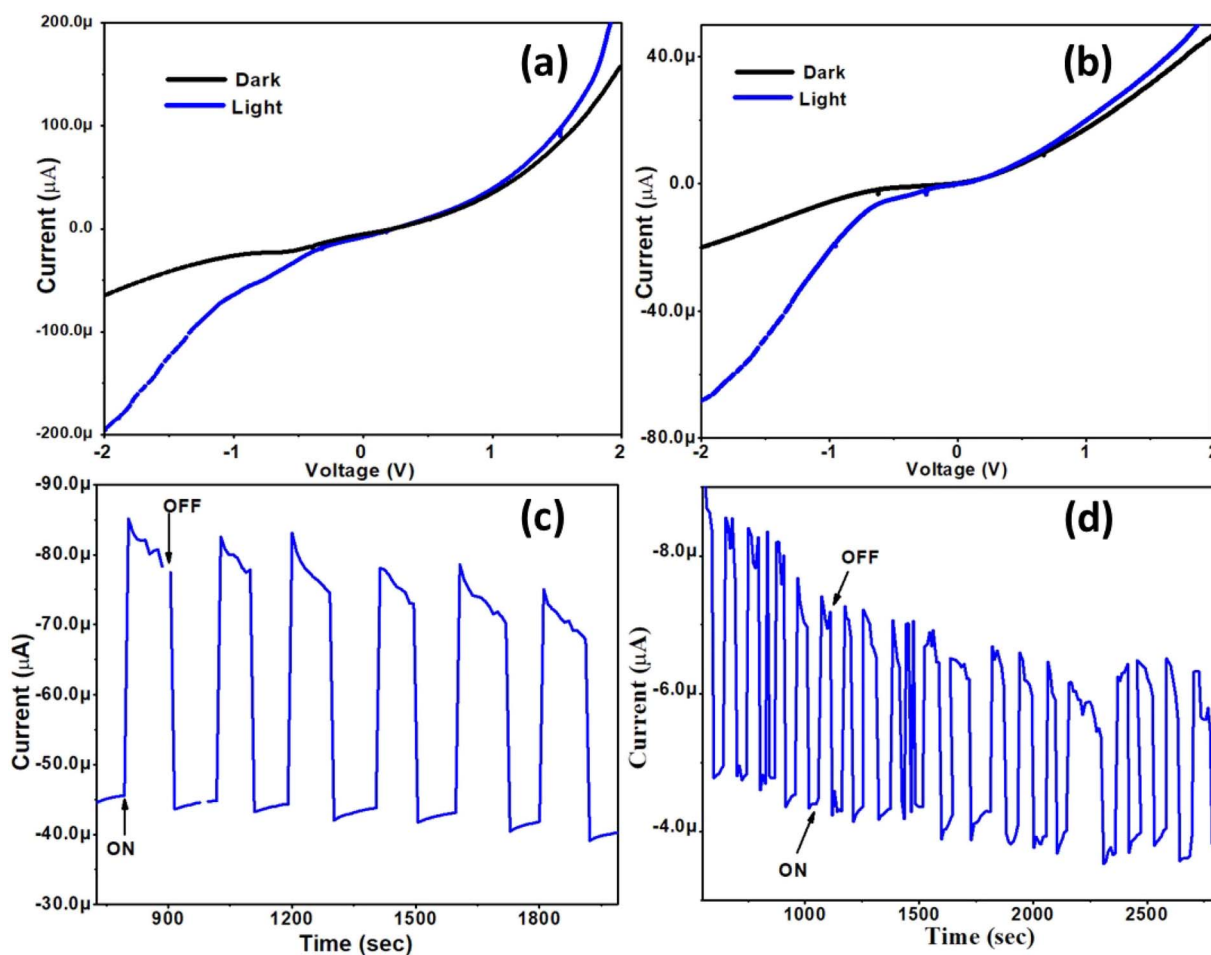 200.0µ
100.0µ
0.0
-100.0µ
-200.0µ
Current (µA)
Dark
Light
(a)
-2
-1
0
1
2
Voltage (V)
40.0µ
0.0
-40.0µ
-80.0µ
Current (µA)
Dark
Light
(b)
-2
-1
0
1
2
Voltage (V)
-90.0µ
-80.0µ
-70.0µ
-60.0µ
-50.0µ
-40.0µ
-30.0µ
Current (µA)
OFF
(c)
ON
900
1200
1500
1800
Time (sec)
-8.0µ
-6.0µ
-4.0µ
Current (µA)
(d)
OFF
ON
1000
1500
2000
2500
Time (sec)